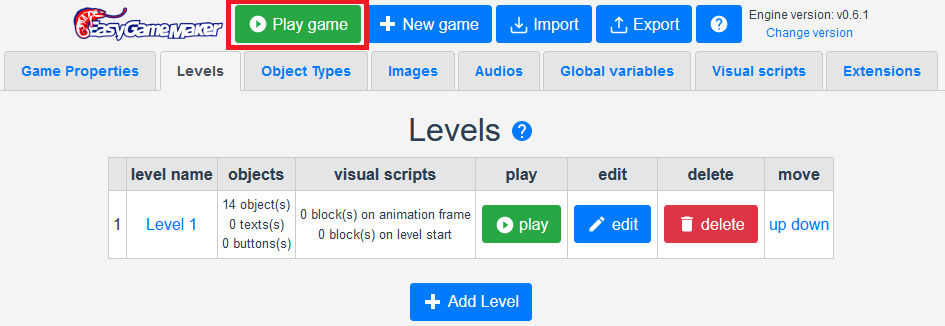 EasyGameMaker Play game New game Import Export ? Engine version: v0.6.1
Change version
Game Properties Levels Object Types Images Audios Global variables Visual scripts Extensions
Levels ?
level name objects visual scripts play edit delete move
1 Level 1 14 object(s) 0 block(s) on animation frame play edit delete up down
0 texts(s) 0 block(s) on level start
0 buttons(s)
Add Level